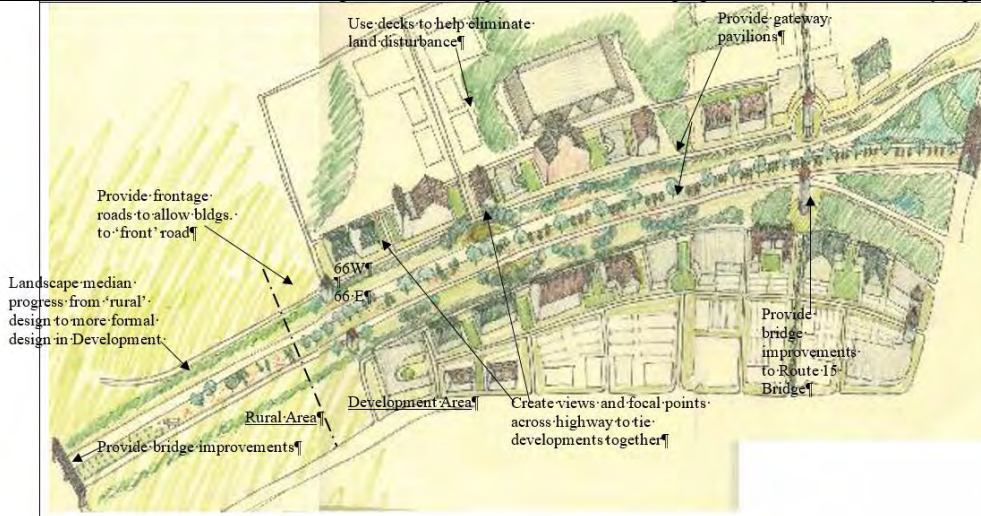 Use decks to help eliminate
land disturbance¶
Provide gateway
pavilions¶
Provide frontage
roads to allow bldgs.
to ‘front’ road¶
66W¶
¶
66 E¶
Landscape median
progress from ‘rural’
design to more formal
design in Development
Provide
bridge
improvements
to Route 15
Bridge¶
Rural Area¶
Development Area¶
Create views and focal points
across highway to tie
developments together¶
Provide bridge improvements¶